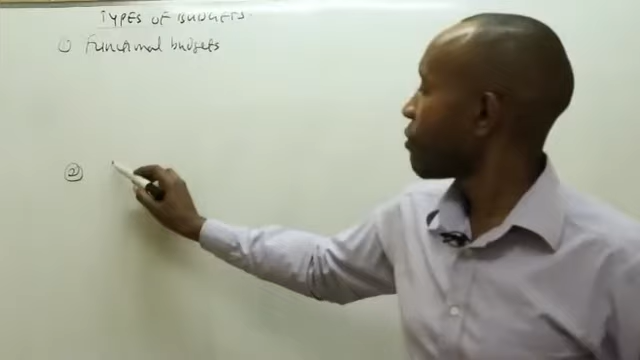 TYPES OF BUDGETS.
① Functional budgets
②